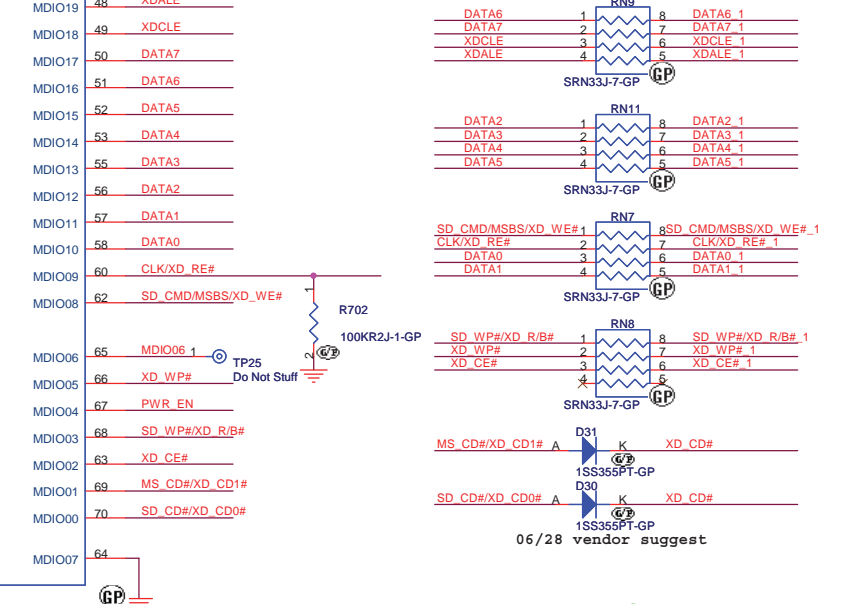 MDIO19 48 XDALE
MDIO18 49 XDCLE
MDIO17 50 DATA7
MDIO16 51 DATA6
MDIO15 52 DATA5
MDIO14 53 DATA4
MDIO13 55 DATA3
MDIO12 56 DATA2
MDIO11 57 DATA1
MDIO10 58 DATA0
MDIO09 60 CLK/XD_RE#
MDIO08 62 SD_CMD/MSBS/XD_WE#
1
R702
100KR2J-1-GP
2 G/P
MDIO06 65 MDIO06 1
TP25
Do Not Stuff
MDIO05 66 XD_WP#
MDIO04 67 PWR_EN
MDIO03 68 SD_WP#/XD_R/B#
MDIO02 63 XD_CE#
MDIO01 69 MS_CD#/XD_CD1#
MDIO00 70 SD_CD#/XD_CD0#
MDIO07 64
GP
RN9
DATA6 1 8 DATA6_1
DATA7 2 7 DATA7_1
XDCLE 3 6 XDCLE_1
XDALE 4 5 XDALE_1
SRN33J-7-GP GP
RN11
DATA2 1 8 DATA2_1
DATA3 2 7 DATA3_1
DATA4 3 6 DATA4_1
DATA5 4 5 DATA5_1
SRN33J-7-GP GP
RN7
SD_CMD/MSBS/XD_WE# 1 8 SD_CMD/MSBS/XD_WE#_1
CLK/XD_RE# 2 7 CLK/XD_RE#_1
DATA0 3 6 DATA0_1
DATA1 4 5 DATA1_1
SRN33J-7-GP GP
RN8
SD_WP#/XD_R/B# 1 8 SD_WP#/XD_R/B#_1
XD_WP# 2 7 XD_WP#_1
XD_CE# 3 6 XD_CE#_1
4 5
SRN33J-7-GP GP
D31
MS_CD#/XD_CD1# A K XD_CD#
G/P
1SS355PT-GP
D30
SD_CD#/XD_CD0# A K XD_CD#
G/P
1SS355PT-GP
06/28 vendor suggest